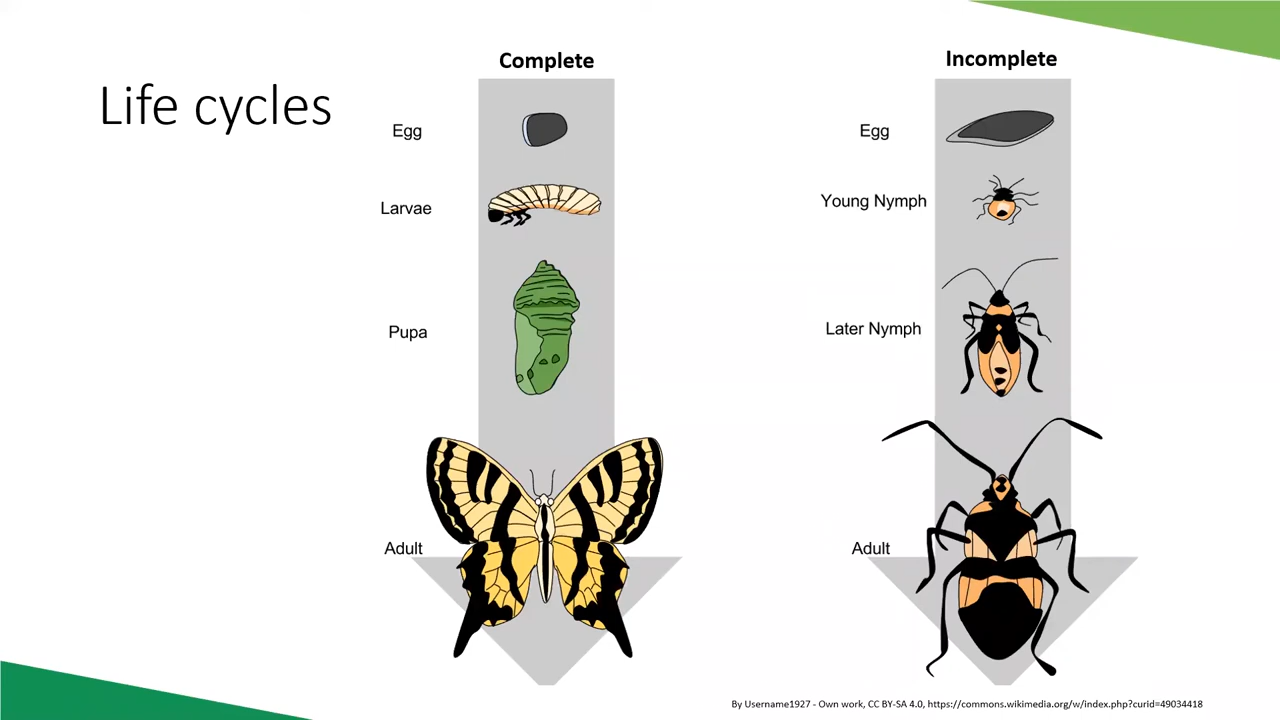 Life cycles
Complete
Egg
Larvae
Pupa
Adult
Incomplete
Egg
Young Nymph
Later Nymph
Adult
By Username1927 - Own work, CC BY-SA 4.0, https://commons.wikimedia.org/w/index.php?curid=49034418